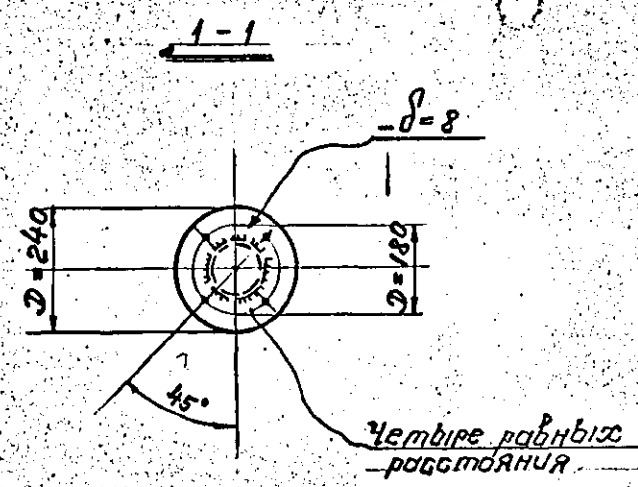 1-1
δ=8
D=240
D=180
45°
Четыре равных
расстояния